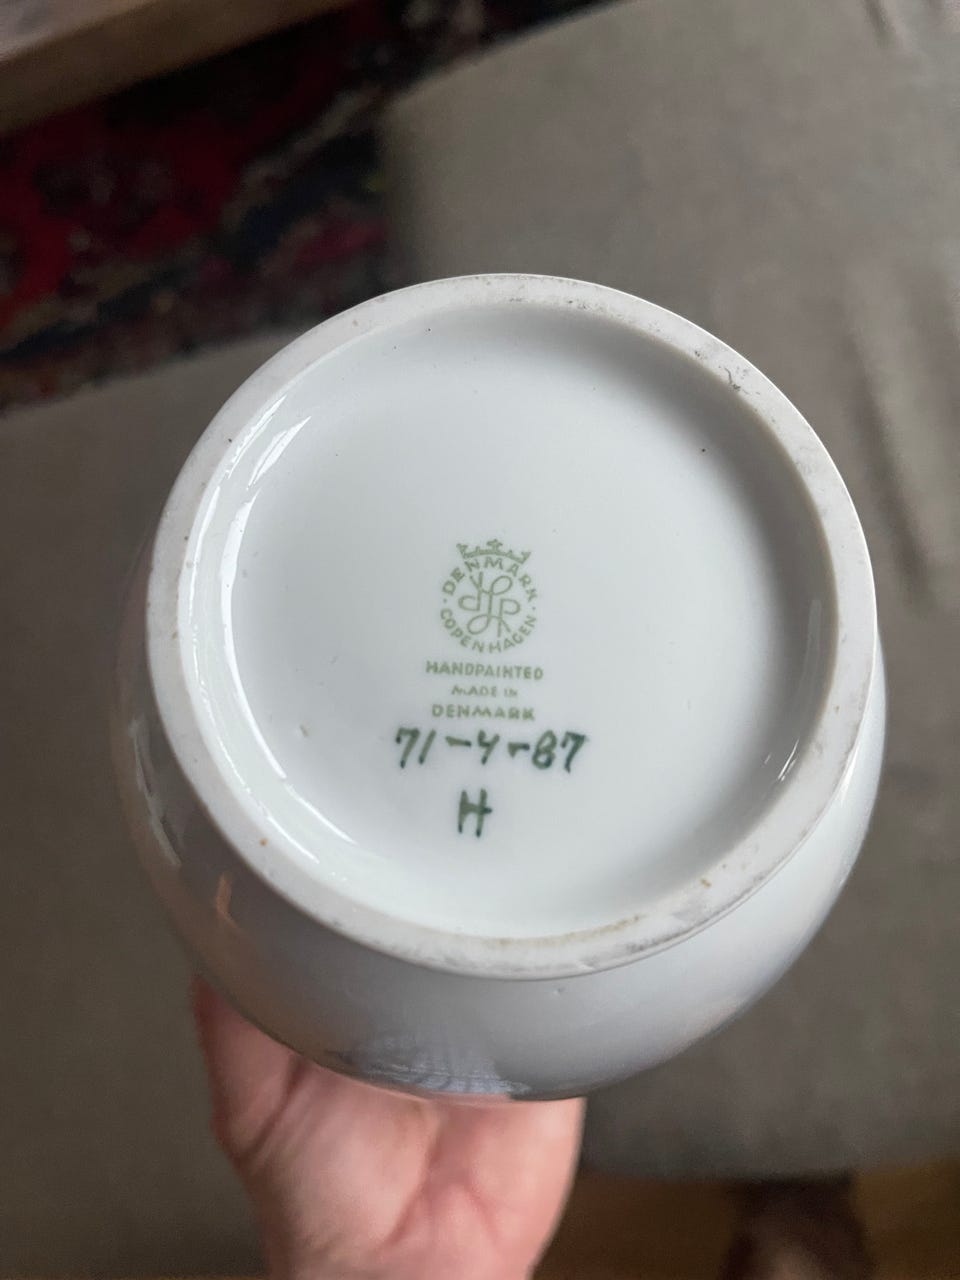 DENMARK
COPENHAGEN
HANDPAINTED
MADE IN
DENMARK
71-4-87
H